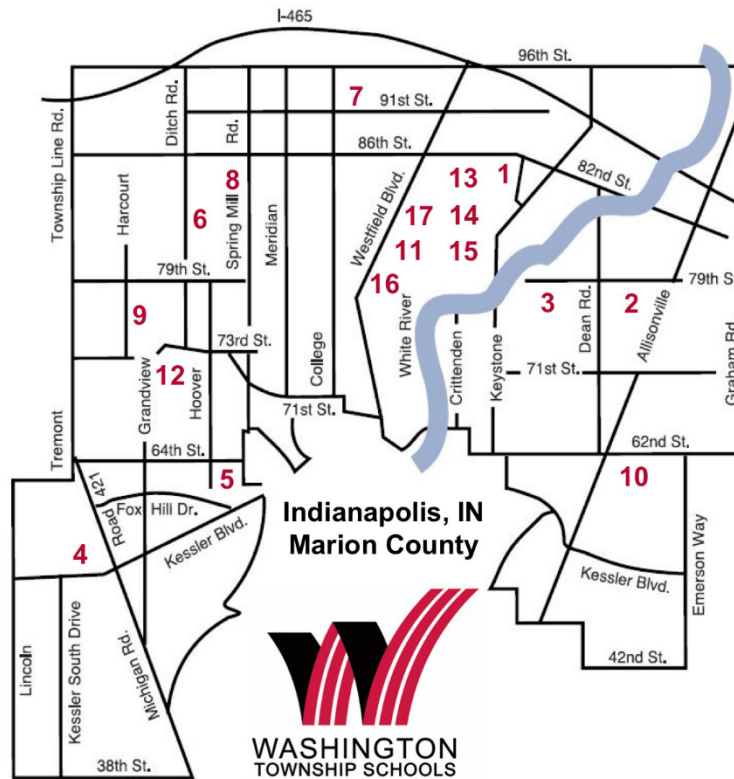 I-465
96th St.
Township Line Rd.
Ditch Rd.
7
91st St.
Rd.
86th St.
Harcourt
8
Spring Mill
Meridian
Westfield Blvd.
13
1
82nd St.
6
17
14
11
15
79th St.
16
3
Dean Rd.
2
79th St.
Allisonville
9
White River
Crittenden
Keystone
73rd St.
College
12
Grandview
Hoover
71st St.
71st St.
Graham Rd.
Tremont
64th St.
62nd St.
5
10
Road 421
Fox Hill Dr.
Indianapolis, IN
Marion County
4
Kessler Blvd.
Kessler Blvd.
Emerson Way
Lincoln
Kessler South Drive
Michigan Rd.
42nd St.
38th St.
WASHINGTON
TOWNSHIP SCHOOLS